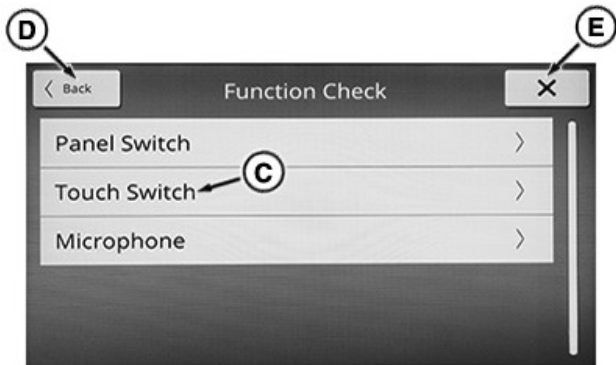 D
E
Back
Function Check
Panel Switch
C
Touch Switch
Microphone